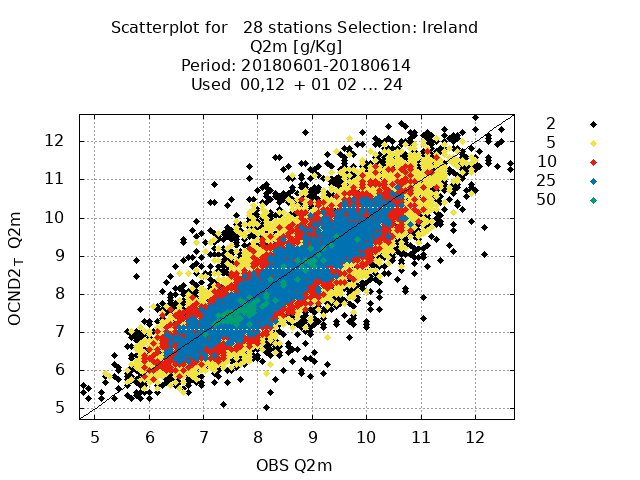 Scatterplot for   28 stations Selection: Ireland
Q2m [g/Kg]
Period: 20180601-20180614
Used  00,12  + 01 02 ... 24
2
5
10
25
50
12
11
10
9
8
7
6
5
OCND2_T  Q2m
5 6 7 8 9 10 11 12
OBS Q2m